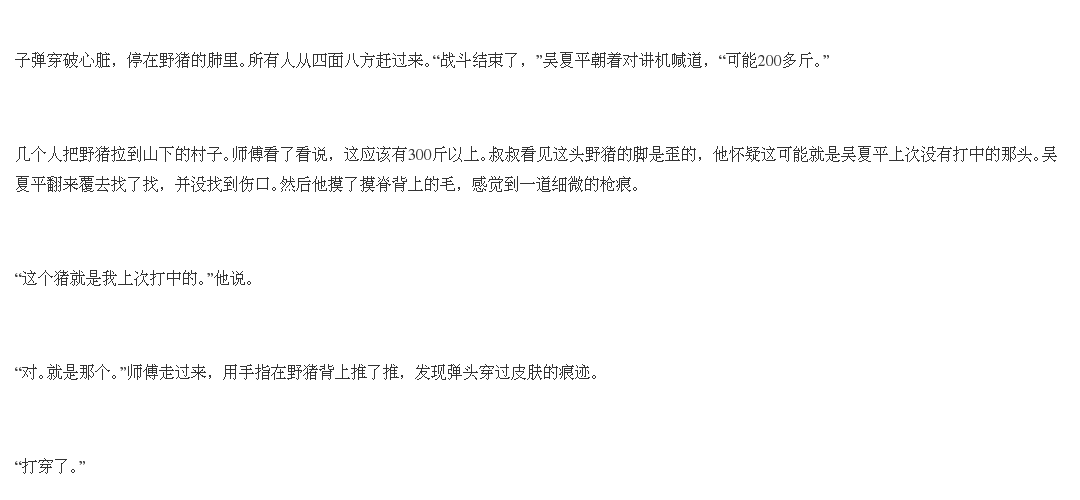 子弹穿破心脏，停在野猪的肺里。所有人从四面八方赶过来。“战斗结束了，”吴夏平朝着对讲机喊道，“可能200多斤。”
几个人把野猪拉到山下的村子。师傅看了看说，这应该有300斤以上。叔叔看见这头野猪的脚是歪的，他怀疑这可能就是吴夏平上次没有打中的那头。吴
夏平翻来覆去找了找，并没找到伤口。然后他摸了摸脊背上的毛，感觉到一道细微的枪痕。
“这个猪就是我上次打中的。”他说。
“对。就是那个。”师傅走过来，用手指在野猪背上推了推，发现弹头穿过皮肤的痕迹。
“打穿了。”